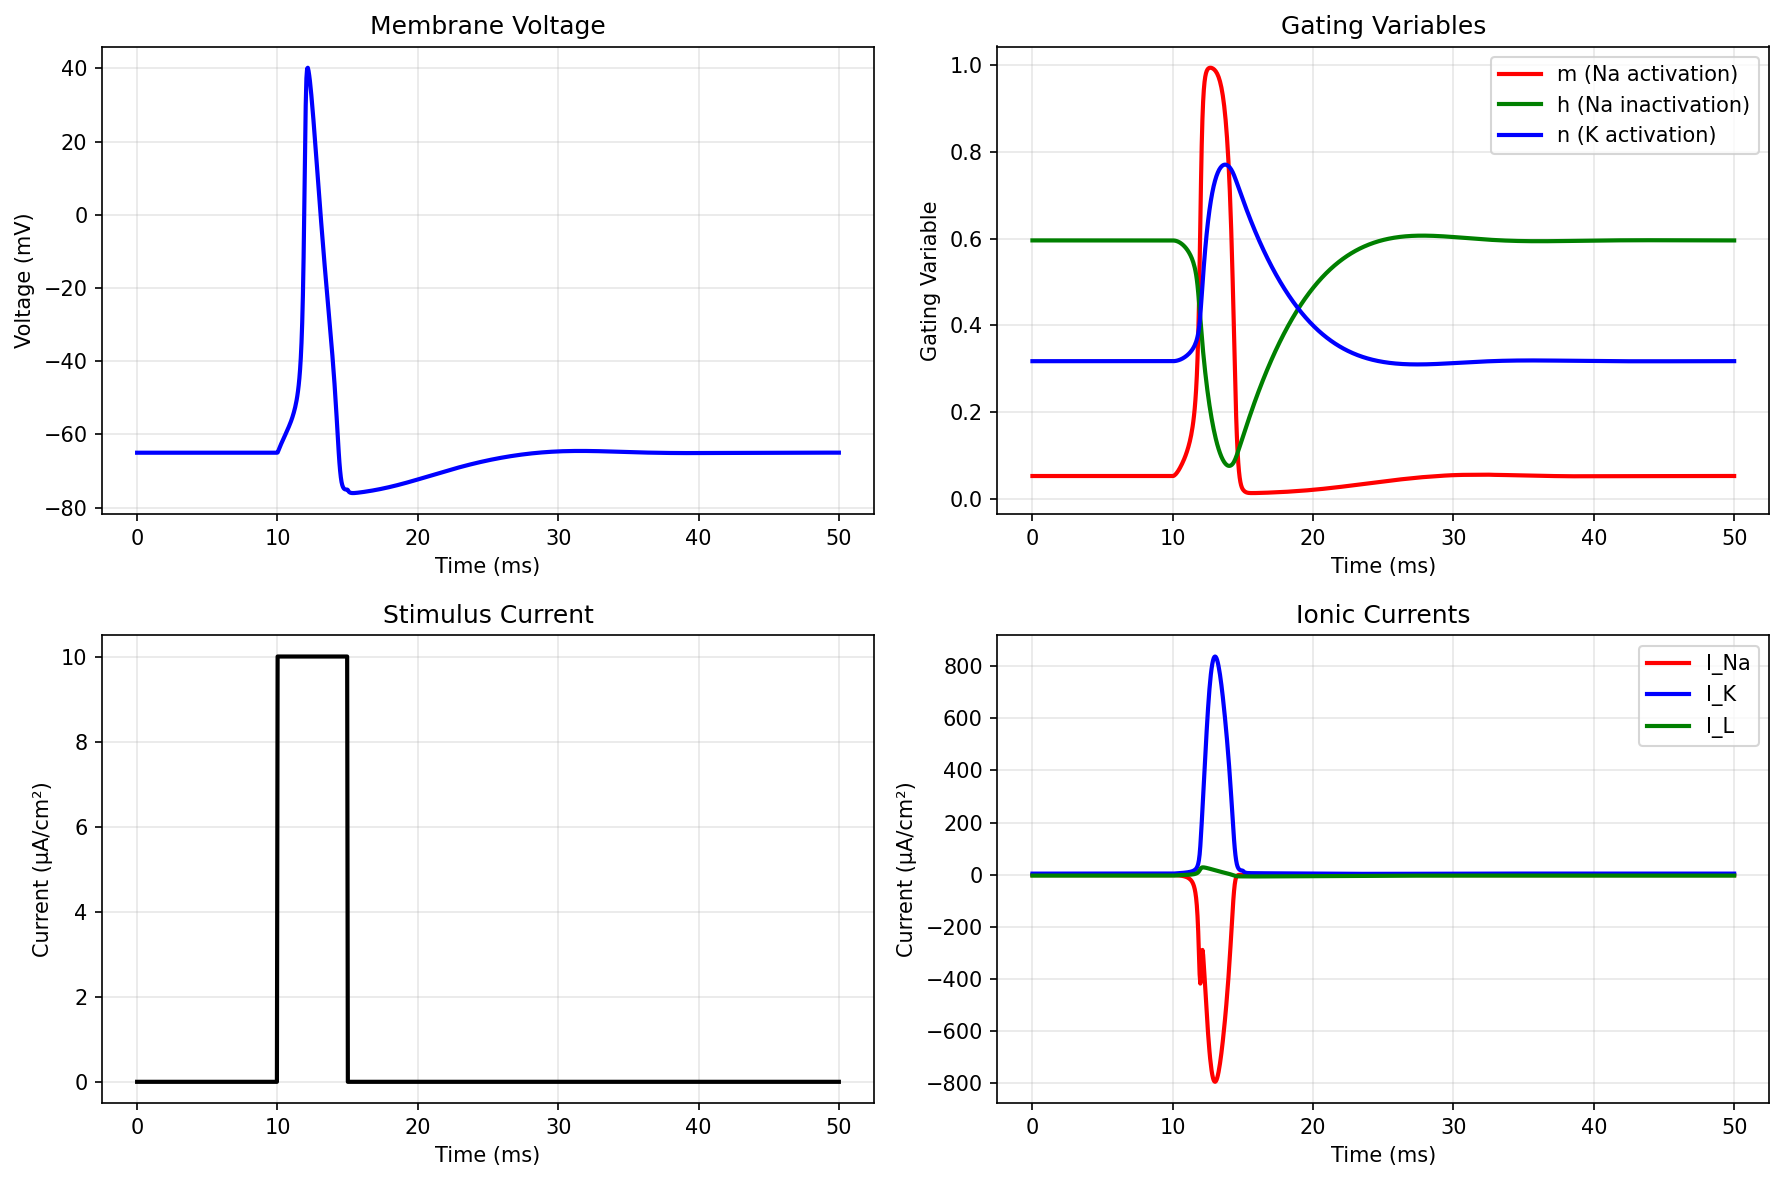 Membrane Voltage
Voltage (mV)
40
20
0
−20
−40
−60
−80
0 10 20 30 40 50
Time (ms)
Gating Variables
Gating Variable
1.0
0.8
0.6
0.4
0.2
0.0
m (Na activation)
h (Na inactivation)
n (K activation)
0 10 20 30 40 50
Time (ms)
Stimulus Current
Current (μA/cm²)
10
8
6
4
2
0
0 10 20 30 40 50
Time (ms)
Ionic Currents
Current (μA/cm²)
800
600
400
200
0
−200
−400
−600
−800
I_Na
I_K
I_L
0 10 20 30 40 50
Time (ms)